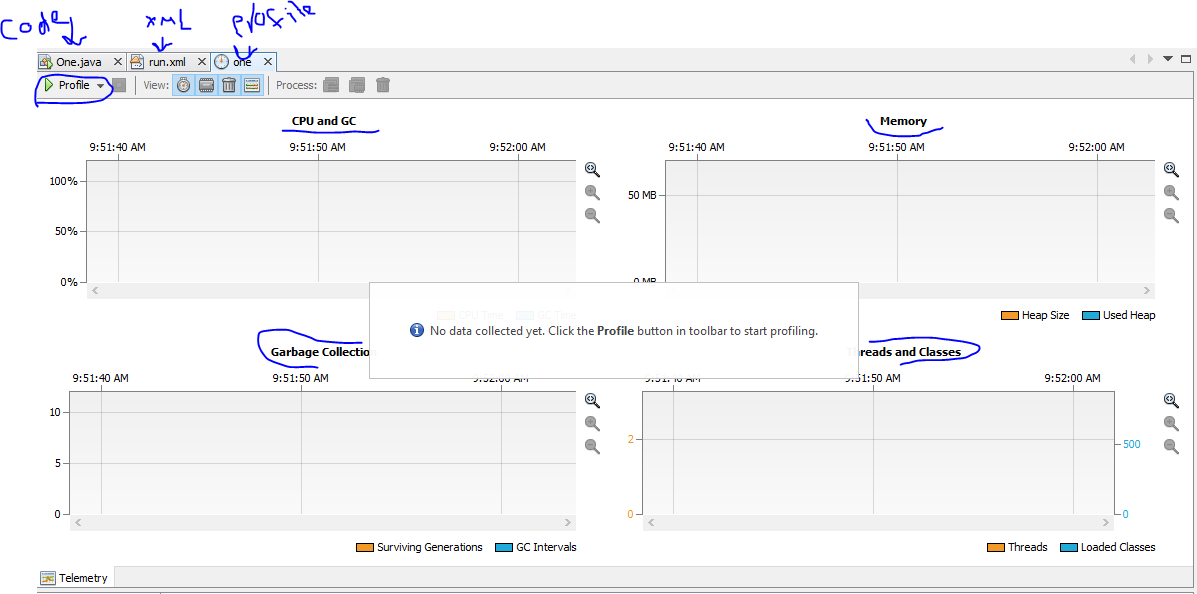 Code xml profile
One.java run.xml one
Profile View: Process:
CPU and GC Memory
9:51:40 AM 9:51:50 AM 9:52:00 AM 9:51:40 AM 9:51:50 AM 9:52:00 AM
100%
50 MB
50%
0% 0 MB
CPU Time GC Time Heap Size Used Heap
No data collected yet. Click the Profile button in toolbar to start profiling.
Garbage Collectio Threads and Classes
9:51:40 AM 9:51:50 AM 9:52:00 AM 9:51:40 AM 9:51:50 AM 9:52:00 AM
10
2 500
5
0 0 0
Surviving Generations GC Intervals Threads Loaded Classes
Telemetry